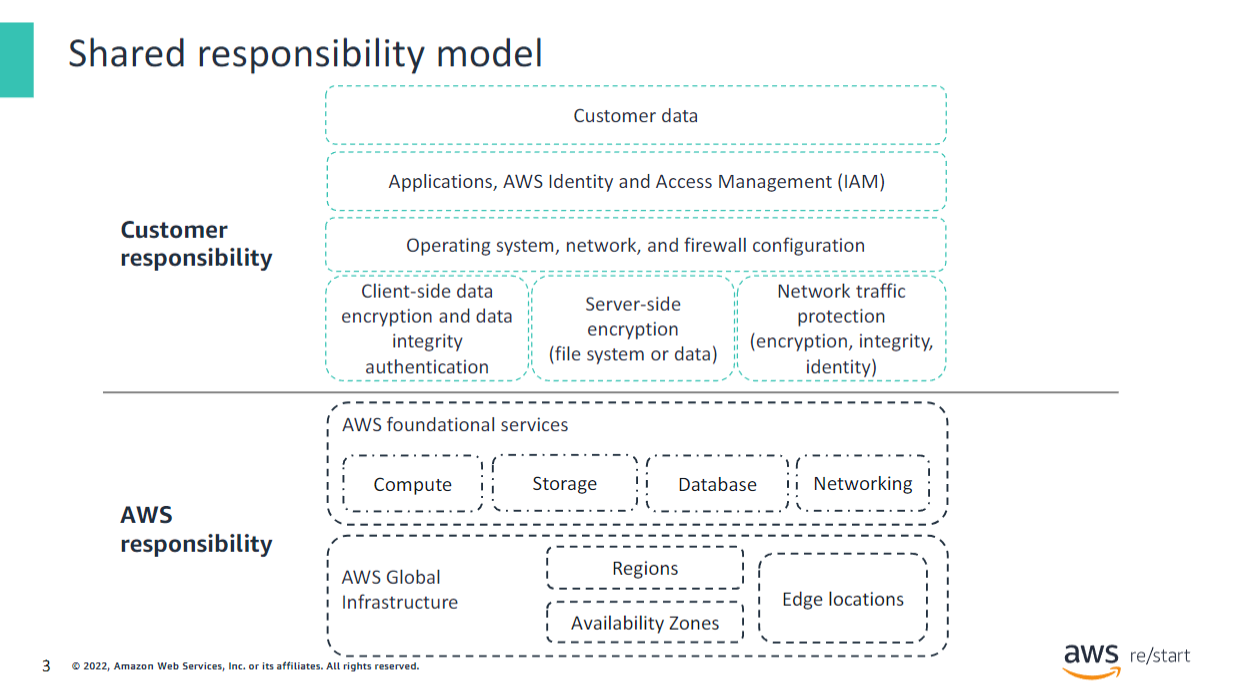 Shared responsibility model
Customer data
Applications, AWS Identity and Access Management (IAM)
Customer
responsibility
Operating system, network, and firewall configuration
Client-side data
encryption and data
integrity
authentication
Server-side
encryption
(file system or data)
Network traffic
protection
(encryption, integrity,
identity)
AWS foundational services
Compute
Storage
Database
Networking
AWS
responsibility
AWS Global
Infrastructure
Regions
Availability Zones
Edge locations
3
© 2022, Amazon Web Services, Inc. or its affiliates. All rights reserved.
aws re/start